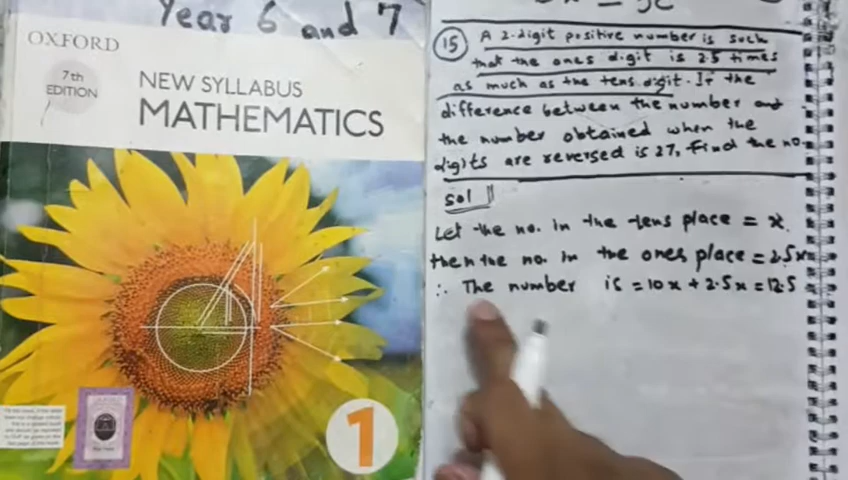 Year 6 and 7
OXFORD
7th
EDITION
NEW SYLLABUS
MATHEMATICS
1
15 A 2-digit positive number is such
that the ones digit is 2.5 times
as much as the tens digit. If the
difference between the number and
the number obtained when the
digits are reversed is 27, Find the no.
Sol
Let the no. in the tens place = x
then the no. in the ones place = 2.5x
∴ The number is = 10x + 2.5x = 12.5